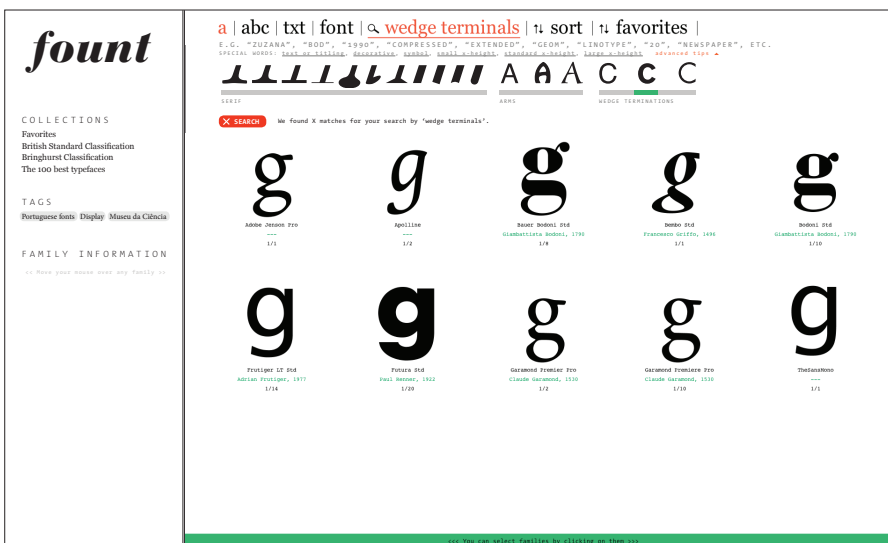 fount
COLLECTIONS
Favorites
British Standard Classification
Bringhurst Classification
The 100 best typefaces
TAGS
Portuguese fonts Display Museu da Ciência
FAMILY INFORMATION
<< Move your mouse over any family >>
a | abc | txt | font | wedge terminals | ↑↓ sort | ↑↓ favorites |
E.G. “ZUZANA”, “BOD”, “1990”, “COMPRESSED”, “EXTENDED”, “GEOM”, “LINOTYPE”, “20”, “NEWSPAPER”, ETC.
SPECIAL WORDS: text or titling, decorative, symbol, small x-height, standard x-height, large x-height advanced tips
A A A C C C
SERIF ARMS WEDGE TERMINATIONS
X SEARCH We found X matches for your search by ‘wedge terminals’.
g g g g g
Adobe Jenson Pro Apolline Bauer Bodoni Std Bembo Std Bodoni Std
--- --- Giambattista Bodoni, 1790 Francesco Griffo, 1496 Giambattista Bodoni, 1790
1/1 1/2 1/8 1/1 1/10
g g g g g
Frutiger LT Std Futura Std Garamond Premier Pro Garamond Premiere Pro TheSansMono
Adrian Frutiger, 1977 Paul Renner, 1922 Claude Garamond, 1530 Claude Garamond, 1530 ---
1/14 1/20 1/2 1/10 1/1
<<< You can select families by clicking on them >>>